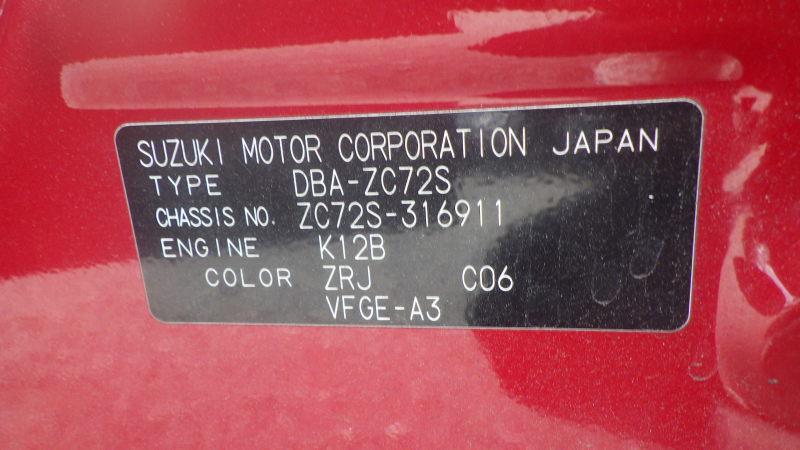 SUZUKI MOTOR CORPORATION JAPAN
TYPE DBA-ZC72S
CHASSIS NO. ZC72S-316911
ENGINE K12B
COLOR ZRJ C06
VFGE-A3